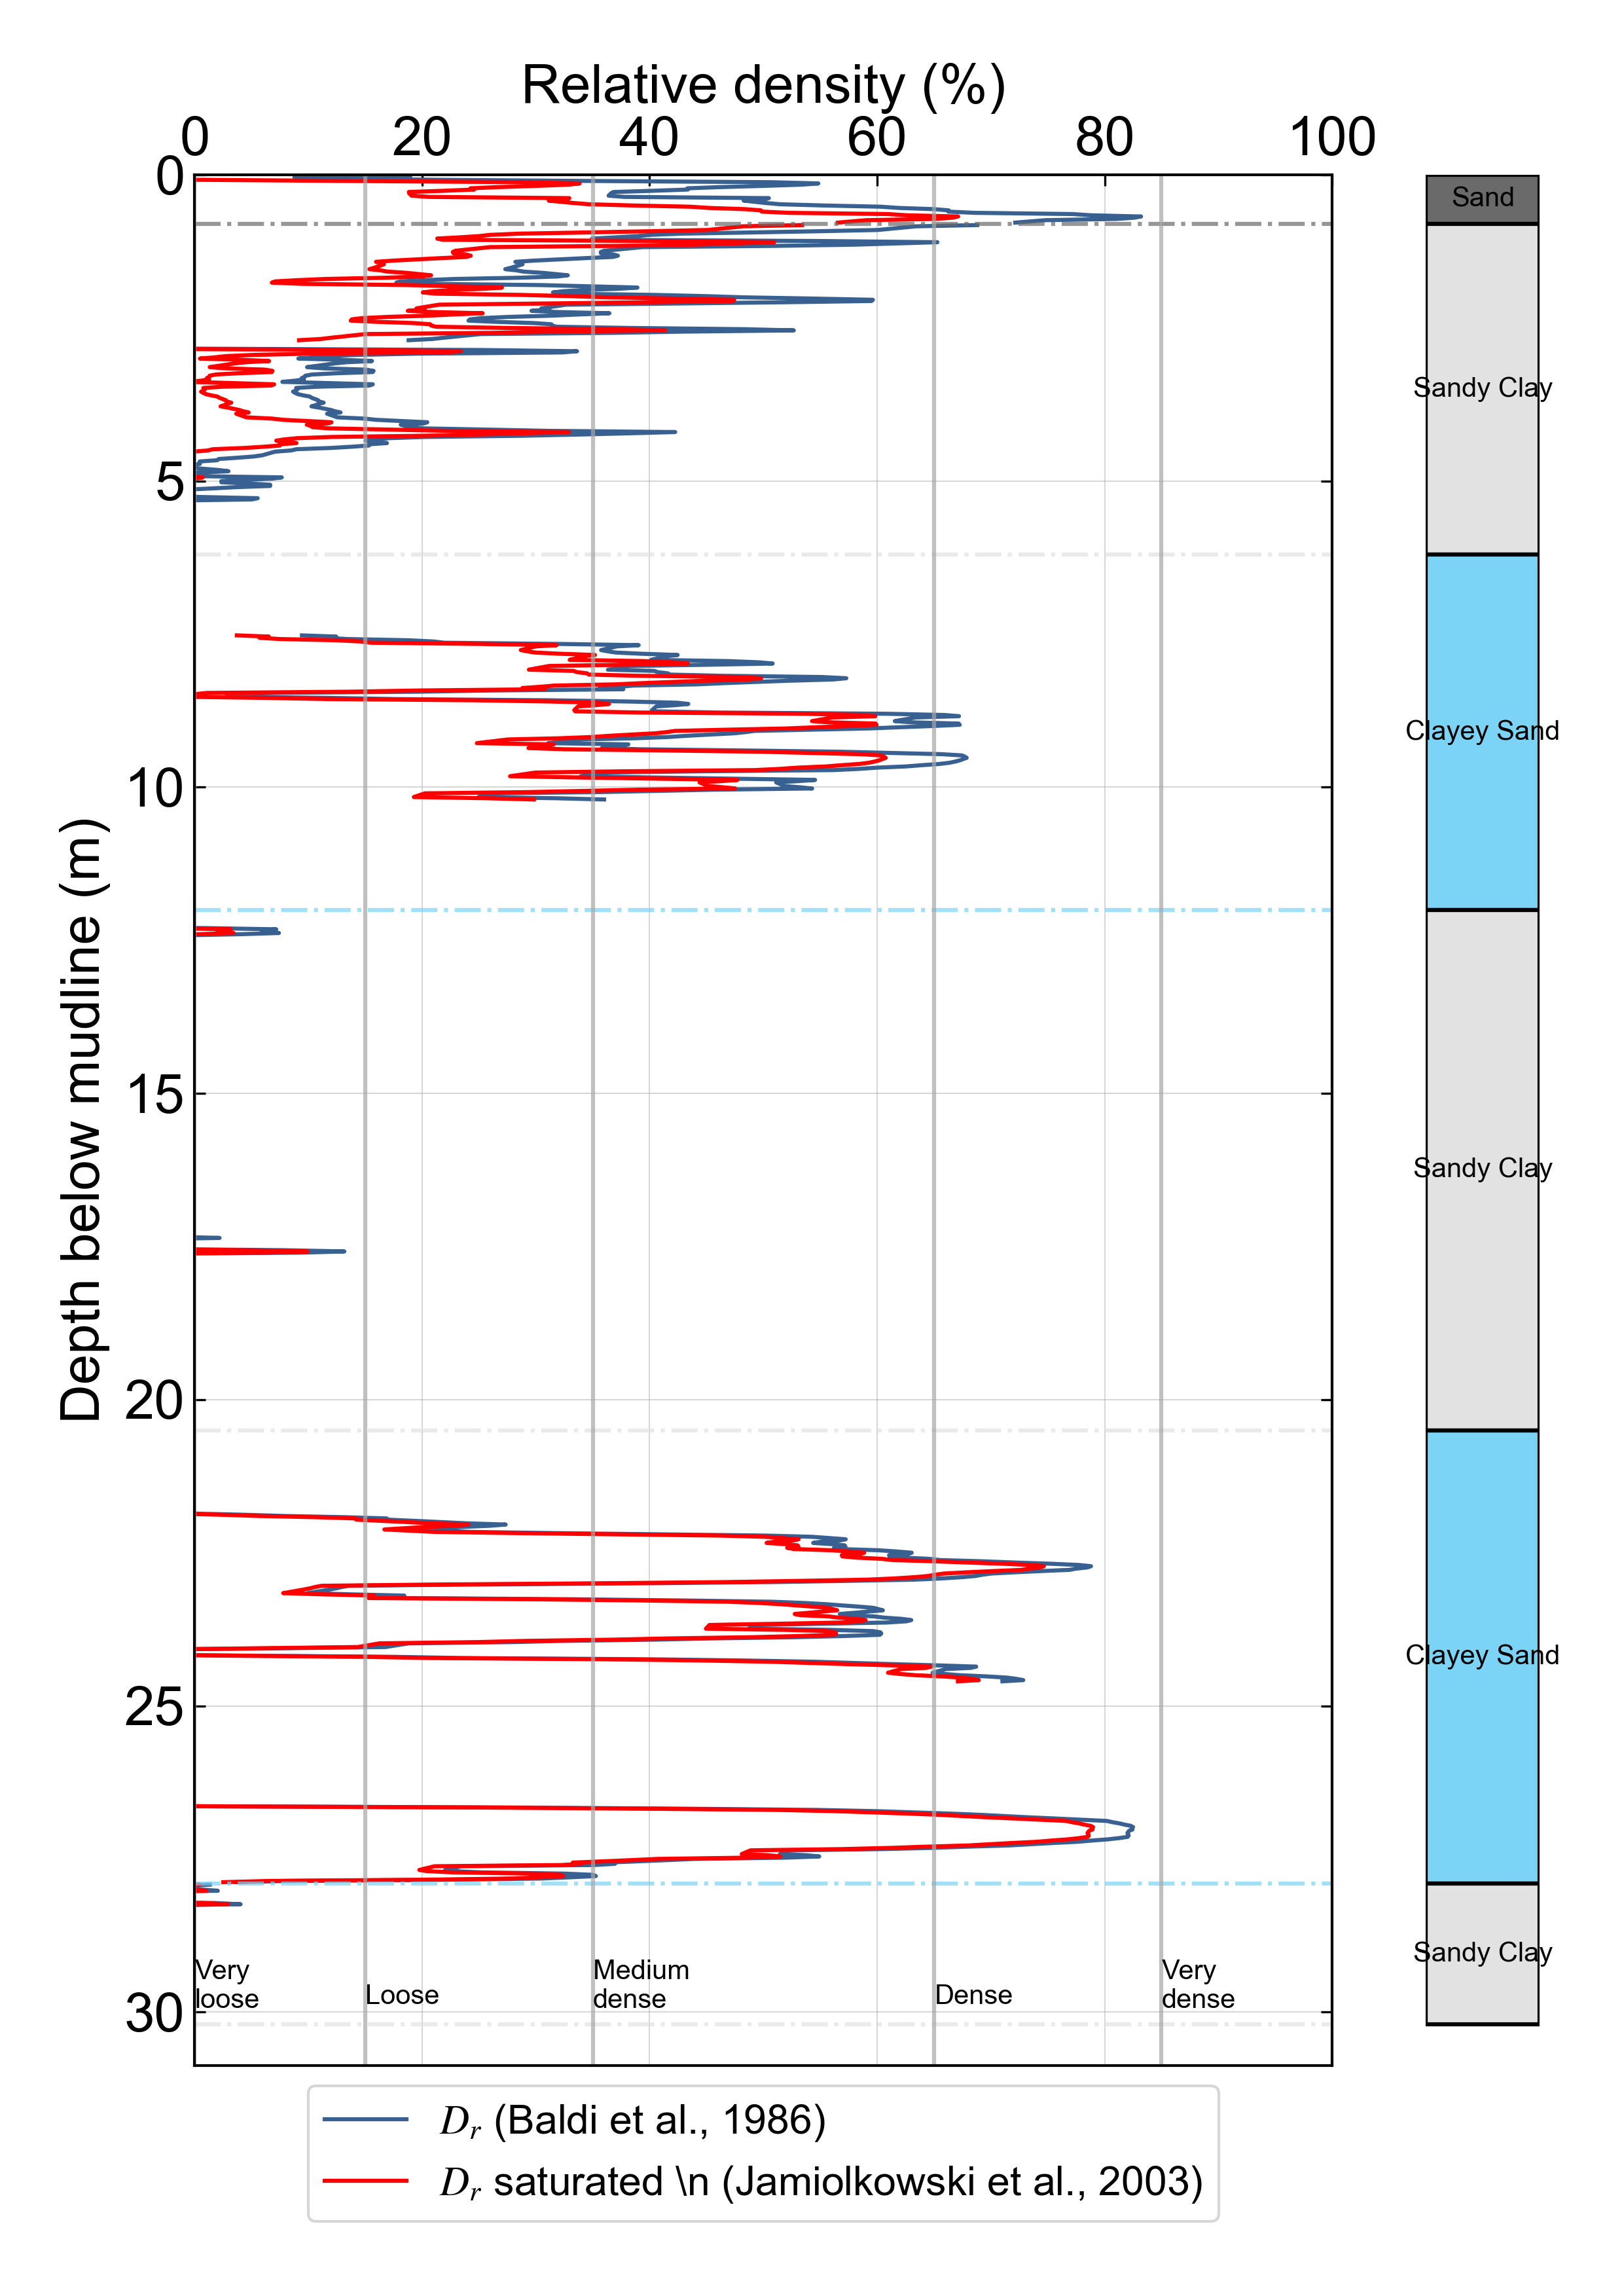 Relative density (%)
0 20 40 60 80 100
0
5
10
15
20
25
30
Depth below mudline (m)
Sand
Sandy Clay
Clayey Sand
Sandy Clay
Clayey Sand
Sandy Clay
Very
loose
Loose
Medium
dense
Dense
Very
dense
D_r (Baldi et al., 1986)
D_r saturated \n (Jamiolkowski et al., 2003)